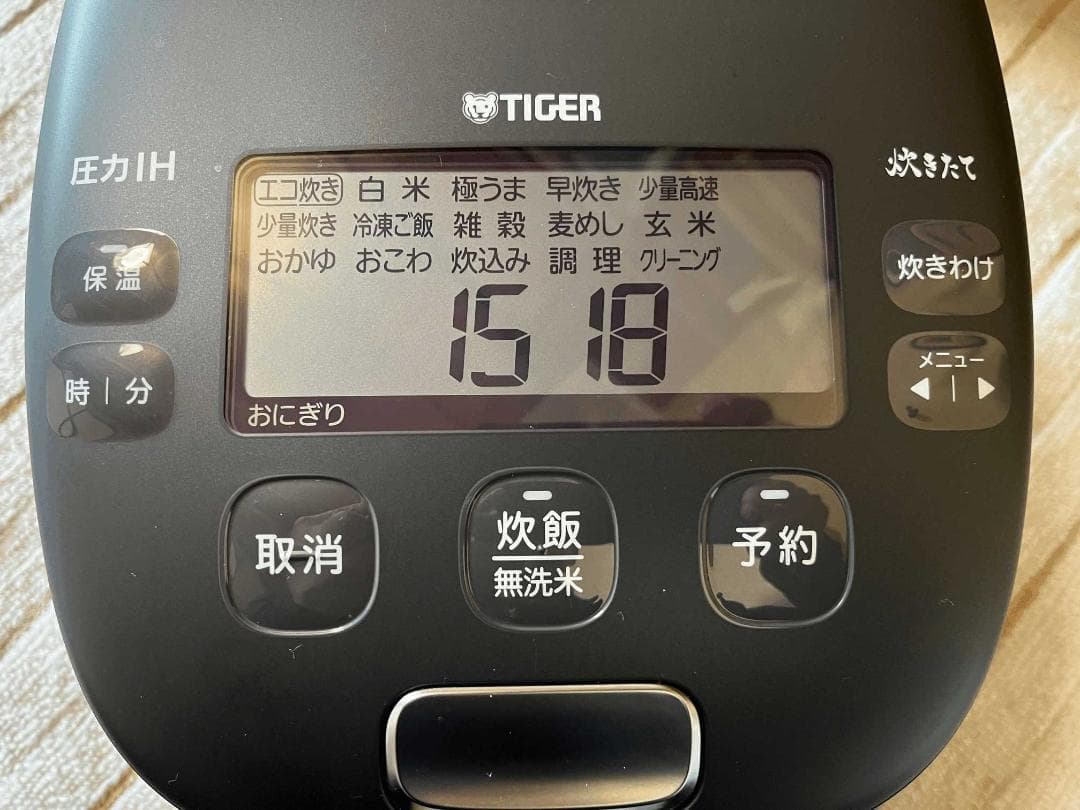 TIGER
圧力IH
炊きたて
エコ炊き 白米 極うま 早炊き 少量高速
少量炊き 冷凍ご飯 雑穀 麦めし 玄米
おかゆ おこわ 炊込み 調理 クリーニング
15 18
おにぎり
保温
時|分
炊きわけ
メニュー
◀|▶
取消
炊飯
無洗米
予約